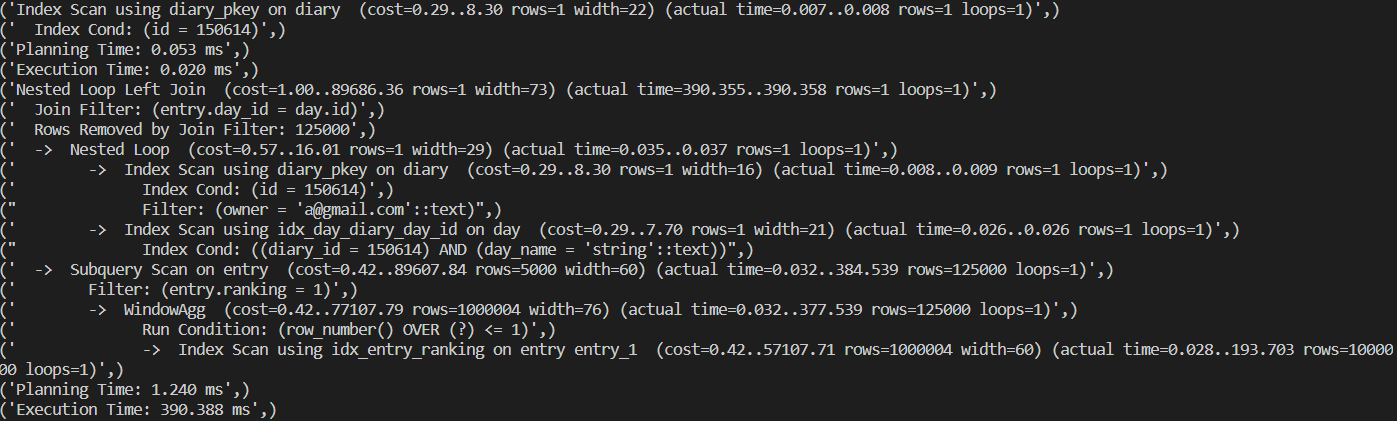 ('Index Scan using diary_pkey on diary  (cost=0.29..8.30 rows=1 width=22) (actual time=0.007..0.008 rows=1 loops=1)',)
('  Index Cond: (id = 150614)',)
('Planning Time: 0.053 ms',)
('Execution Time: 0.020 ms',)
('Nested Loop Left Join  (cost=1.00..89686.36 rows=1 width=73) (actual time=390.355..390.358 rows=1 loops=1)',)
('  Join Filter: (entry.day_id = day.id)',)
('  Rows Removed by Join Filter: 125000',)
('  ->  Nested Loop  (cost=0.57..16.01 rows=1 width=29) (actual time=0.035..0.037 rows=1 loops=1)',)
('        ->  Index Scan using diary_pkey on diary  (cost=0.29..8.30 rows=1 width=16) (actual time=0.008..0.009 rows=1 loops=1)',)
('              Index Cond: (id = 150614)',)
("              Filter: (owner = 'a@gmail.com'::text)",)
('        ->  Index Scan using idx_day_diary_day_id on day  (cost=0.29..7.70 rows=1 width=21) (actual time=0.026..0.026 rows=1 loops=1)',)
("              Index Cond: ((diary_id = 150614) AND (day_name = 'string'::text))",)
('  ->  Subquery Scan on entry  (cost=0.42..89607.84 rows=5000 width=60) (actual time=0.032..384.539 rows=125000 loops=1)',)
('        Filter: (entry.ranking = 1)',)
('        ->  WindowAgg  (cost=0.42..77107.79 rows=1000004 width=76) (actual time=0.032..377.539 rows=125000 loops=1)',)
('              Run Condition: (row_number() OVER (?) <= 1)',)
('              ->  Index Scan using idx_entry_ranking on entry entry_1  (cost=0.42..57107.71 rows=1000004 width=60) (actual time=0.028..193.703 rows=10000
00 loops=1)',)
('Planning Time: 1.240 ms',)
('Execution Time: 390.388 ms',)